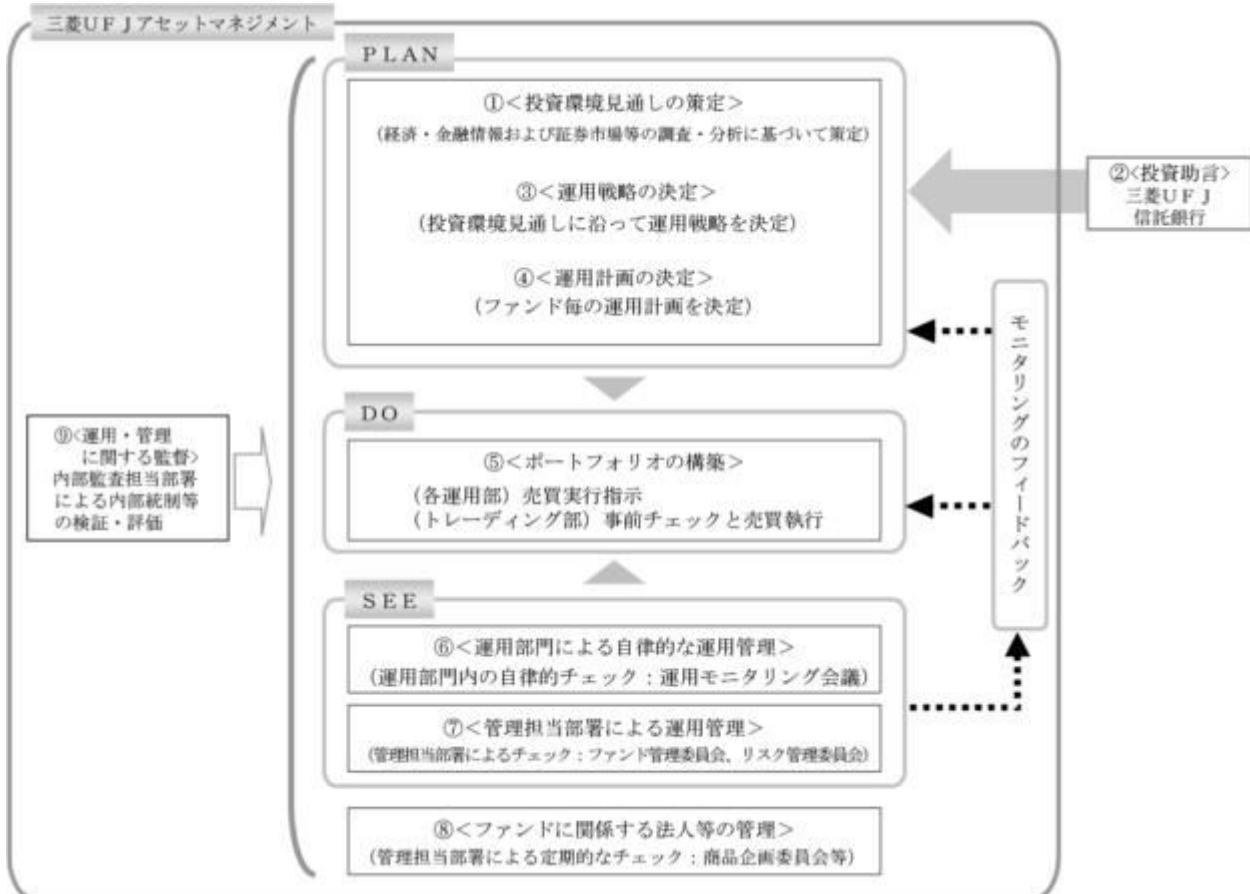 三菱ＵＦＪアセットマネジメント
ＰＬＡＮ
①＜投資環境見通しの策定＞
(経済・金融情報および証券市場等の調査・分析に基づいて策定)
②<投資助言>
三菱ＵＦＪ
信託銀行
③＜運用戦略の決定＞
(投資環境見通しに沿って運用戦略を決定)
④＜運用計画の決定＞
(ファンド毎の運用計画を決定)
モニタリングのフィードバック
ＤＯ
⑤＜ポートフォリオの構築＞
(各運用部) 売買実行指示
(トレーディング部) 事前チェックと売買執行
⑨<運用・管理
に関する監督>
内部監査担当部署
による内部統制等
の検証・評価
ＳＥＥ
⑥＜運用部門による自律的な運用管理＞
(運用部門内の自律的チェック：運用モニタリング会議)
⑦＜管理担当部署による運用管理＞
(管理担当部署によるチェック：ファンド管理委員会、リスク管理委員会)
⑧＜ファンドに関係する法人等の管理＞
(管理担当部署による定期的なチェック：商品企画委員会等)